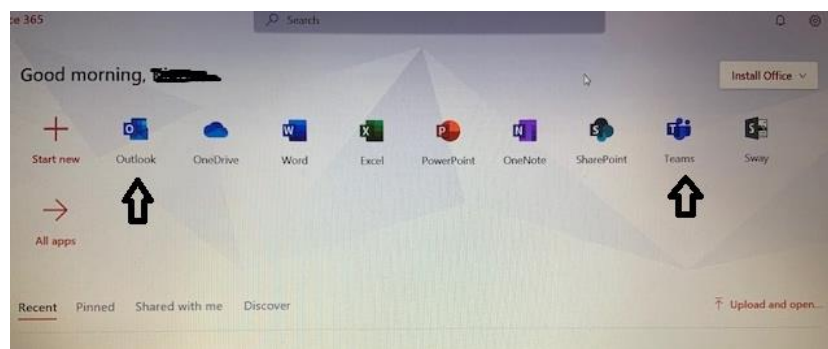 ce 365 Search
Good morning,
Install Office
Start new Outlook OneDrive Word Excel PowerPoint OneNote SharePoint Teams Sway
All apps
Recent Pinned Shared with me Discover Upload and open...